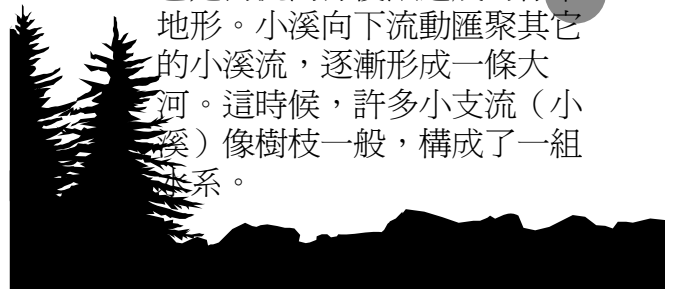 地形。小溪向下流動匯聚其它
的小溪流，逐漸形成一條大
河。這時候，許多小支流（小
溪）像樹枝一般，構成了一組
水系。